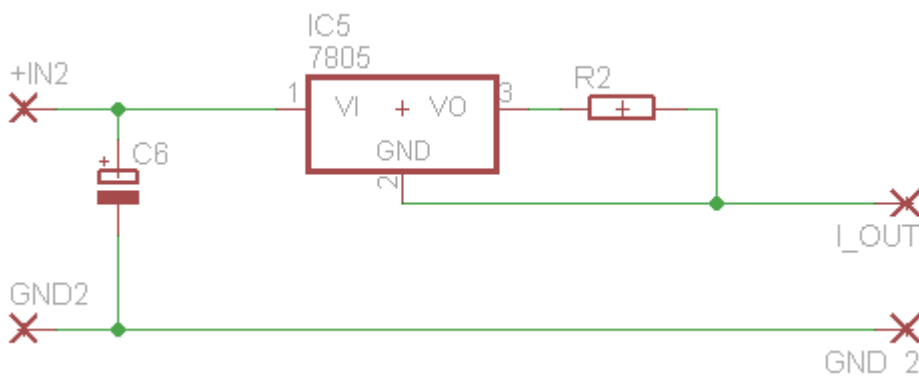 IC5
7805
+IN2
R2
1
VI
VO
3
GND
2
+
C6
I_OUT
GND2
GND_2